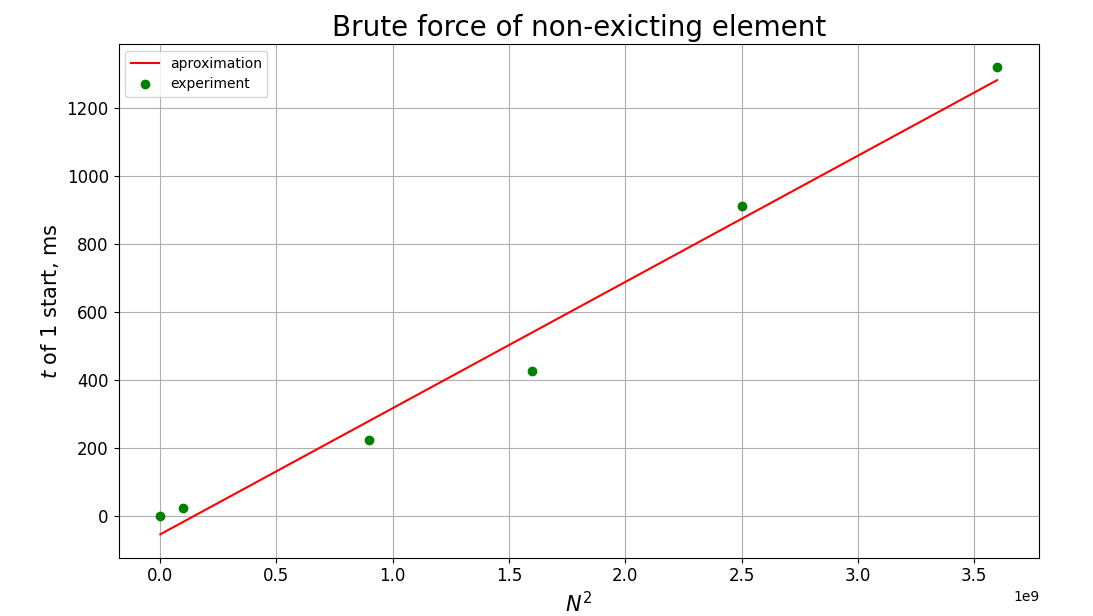 Brute force of non-exicting element
aproximation
experiment
t of 1 start, ms
1200
1000
800
600
400
200
0
0.0 0.5 1.0 1.5 2.0 2.5 3.0 3.5
1e9
N²